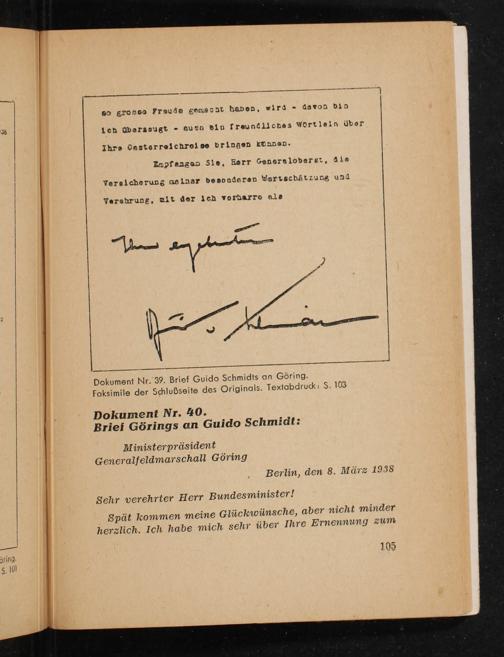 so grosse Freude gemacht haben, wird - davon bin
ich überzeugt - auch ein freundliches Wörtlein über
Ihre Oesterreichreise bringen können.
Empfangen Sie, Herr Generaloberst, die
Versicherung meiner besonderen Wertschätzung und
Verehrung, mit der ich verharre als
Ihr ergebenster
Dokument Nr. 39. Brief Guido Schmidts an Göring.
Faksimile der Schlußseite des Originals. Textabdruck: S. 103
Dokument Nr. 40.
Brief Görings an Guido Schmidt:
Ministerpräsident
Generalfeldmarschall Göring
Berlin, den 8. März 1938
Sehr verehrter Herr Bundesminister!
Spät kommen meine Glückwünsche, aber nicht minder
herzlich. Ich habe mich sehr über Ihre Ernennung zum
105
öring.
S. 101